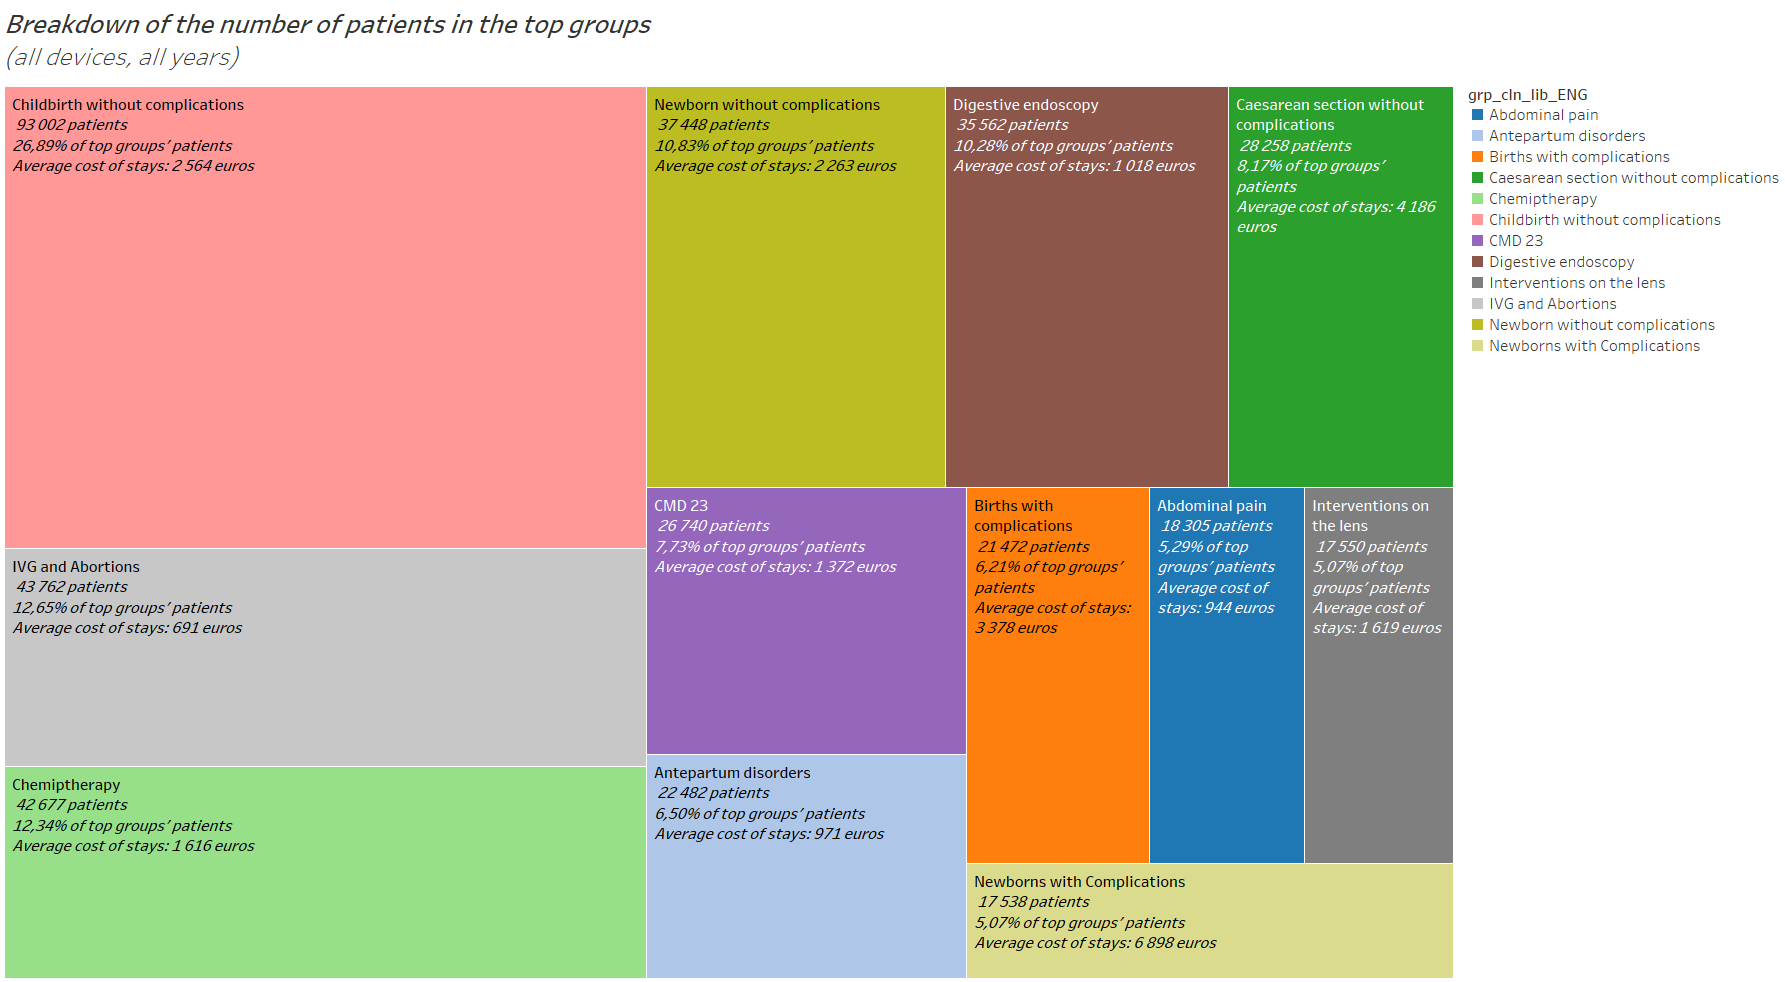 Breakdown of the number of patients in the top groups
(all devices, all years)
Childbirth without complications
93 002 patients
26,89% of top groups’ patients
Average cost of stays: 2 564 euros
Newborn without complications
37 448 patients
10,83% of top groups’ patients
Average cost of stays: 2 263 euros
Digestive endoscopy
35 562 patients
10,28% of top groups’ patients
Average cost of stays: 1 018 euros
Caesarean section without
complications
28 258 patients
8,17% of top groups’
patients
Average cost of stays: 4 186
euros
IVG and Abortions
43 762 patients
12,65% of top groups’ patients
Average cost of stays: 691 euros
Chemiptherapy
42 677 patients
12,34% of top groups’ patients
Average cost of stays: 1 616 euros
CMD 23
26 740 patients
7,73% of top groups’ patients
Average cost of stays: 1 372 euros
Antepartum disorders
22 482 patients
6,50% of top groups’ patients
Average cost of stays: 971 euros
Births with
complications
21 472 patients
6,21% of top groups’
patients
Average cost of stays:
3 378 euros
Abdominal pain
18 305 patients
5,29% of top
groups’ patients
Average cost of
stays: 944 euros
Interventions on
the lens
17 550 patients
5,07% of top
groups’ patients
Average cost of
stays: 1 619 euros
Newborns with Complications
17 538 patients
5,07% of top groups’ patients
Average cost of stays: 6 898 euros
grp_cln_lib_ENG
Abdominal pain
Antepartum disorders
Births with complications
Caesarean section without complications
Chemiptherapy
Childbirth without complications
CMD 23
Digestive endoscopy
Interventions on the lens
IVG and Abortions
Newborn without complications
Newborns with Complications